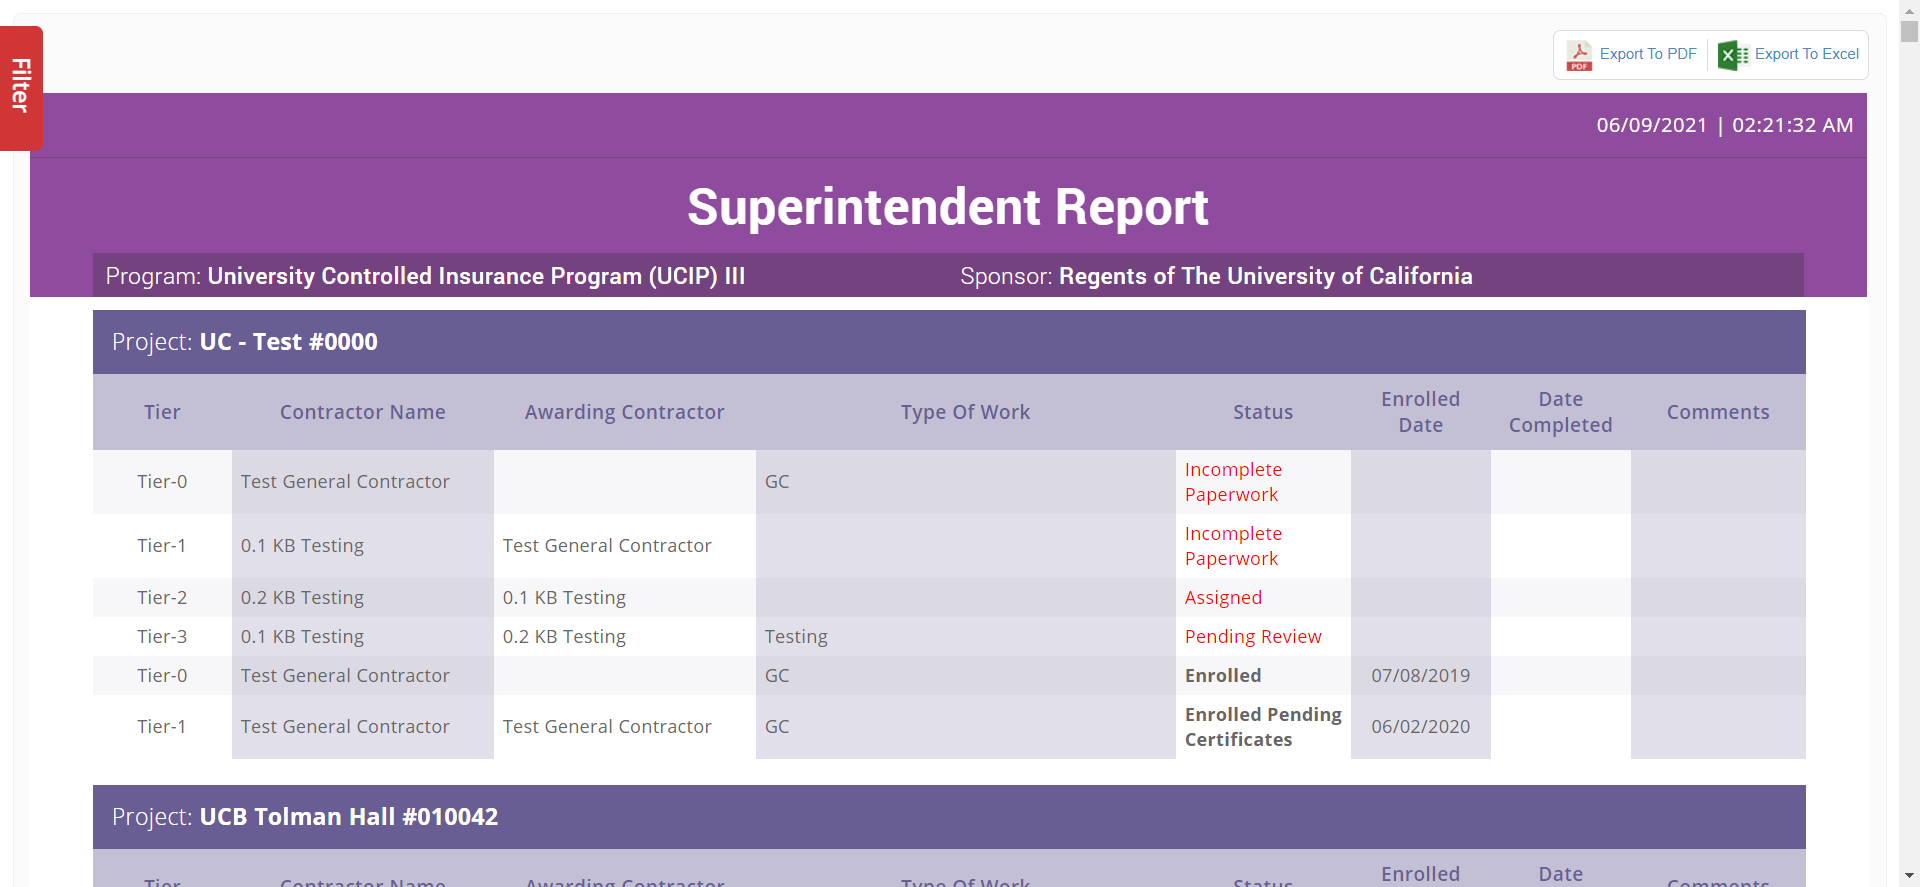 Filter
PDF
Export To PDF
Export To Excel
06/09/2021 | 02:21:32 AM
Superintendent Report
Program: University Controlled Insurance Program (UCIP) III
Sponsor: Regents of The University of California
Project: UC - Test #0000
Tier Contractor Name Awarding Contractor Type Of Work Status Enrolled Date Date Completed Comments
Tier-0 Test General Contractor GC Incomplete Paperwork
Tier-1 0.1 KB Testing Test General Contractor Incomplete Paperwork
Tier-2 0.2 KB Testing 0.1 KB Testing Assigned
Tier-3 0.1 KB Testing 0.2 KB Testing Testing Pending Review
Tier-0 Test General Contractor GC Enrolled 07/08/2019
Tier-1 Test General Contractor Test General Contractor GC Enrolled Pending Certificates 06/02/2020
Project: UCB Tolman Hall #010042
Tier Contractor Name Awarding Contractor Type Of Work Status Enrolled Date Comments